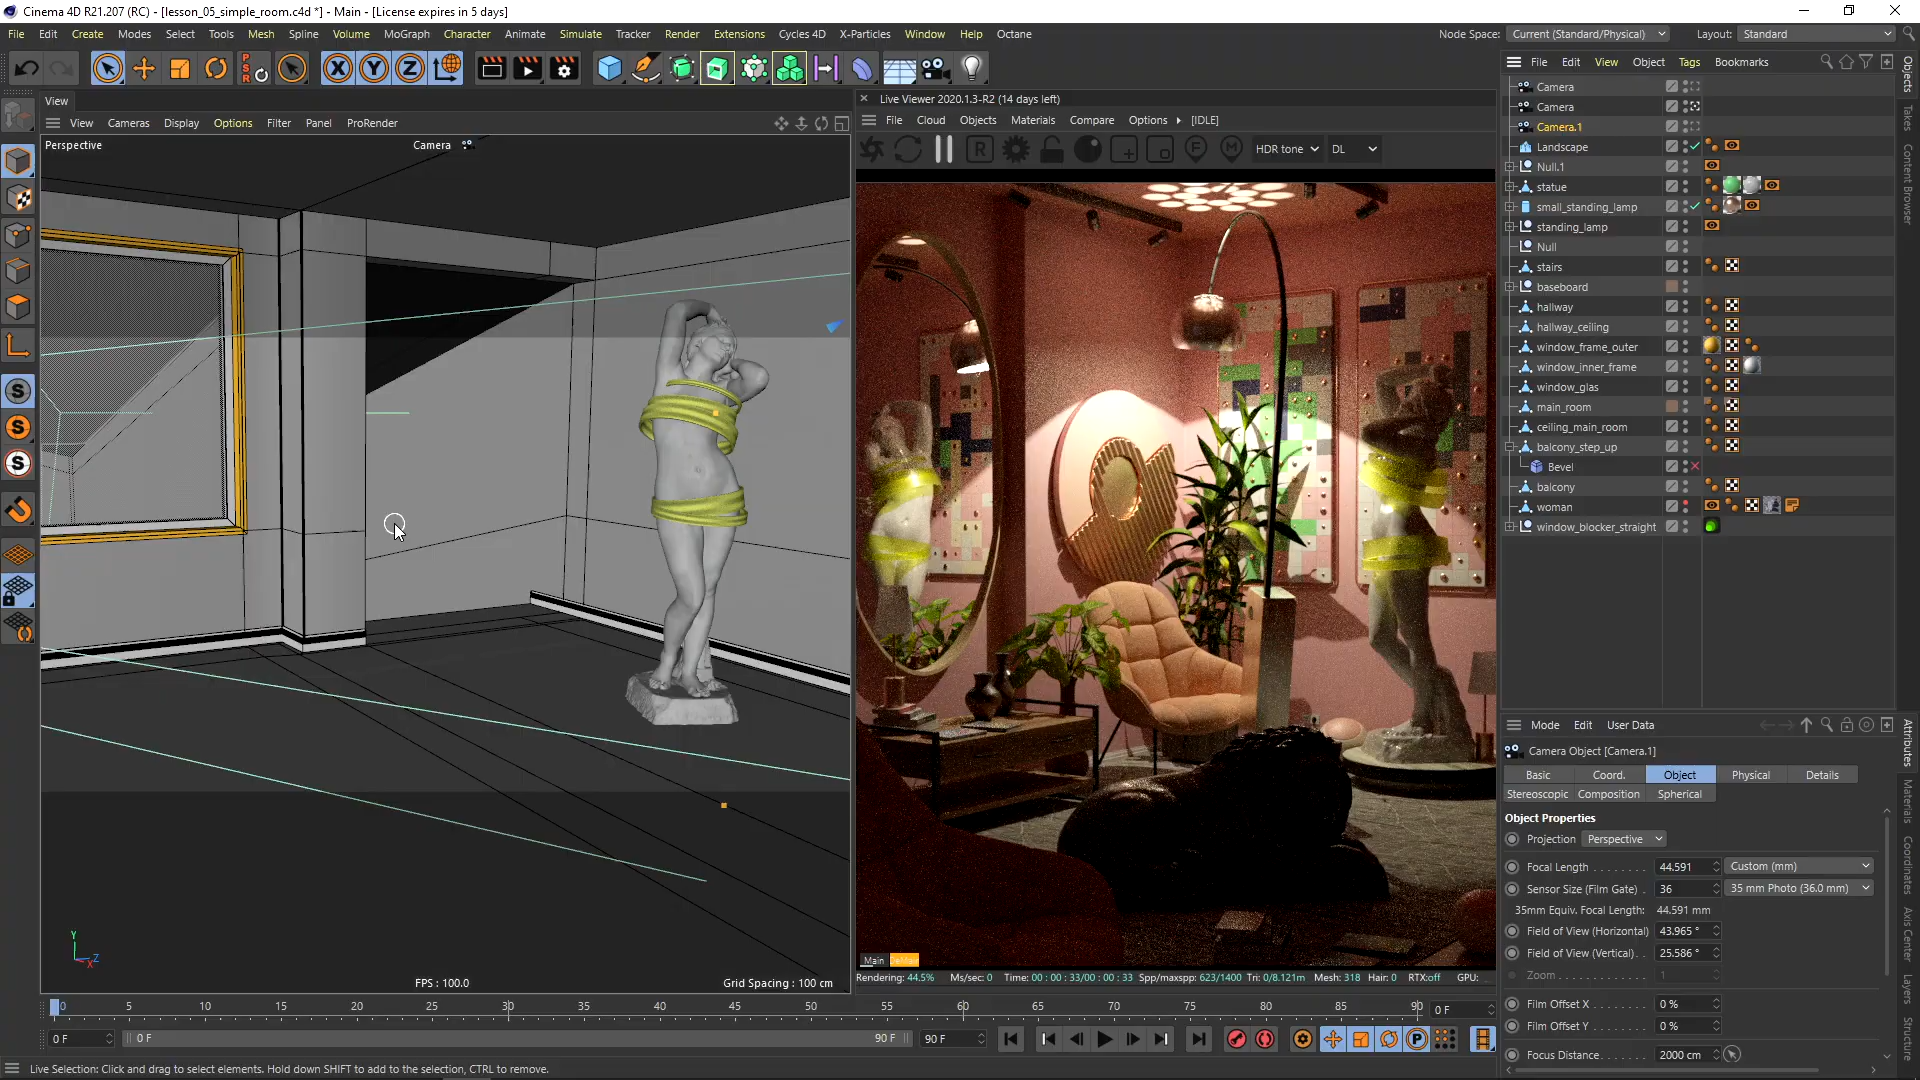 Cinema 4D R21.207 (RC) - [lesson_05_simple_room.c4d *] - Main - [License expires in 5 days]
File Edit Create Modes Select Tools Mesh Spline Volume MoGraph Character Animate Simulate Tracker Render Extensions Cycles 4D X-Particles Window Help Octane Node Space: Current (Standard/Physical) Layout: Standard
P S R X Y Z
File Edit View Object Tags Bookmarks
View
View Cameras Display Options Filter Panel ProRender
Perspective
Camera
Live Viewer 2020.1.3-R2 (14 days left)
File Cloud Objects Materials Compare Options [IDLE]
R F M HDR tone DL
Main DeMain
Rendering: 44.5% Ms/sec: 0 Time: 00 : 00 : 33/00 : 00 : 33 Spp/maxspp: 623/1400 Tri: 0/8.121m Mesh: 318 Hair: 0 RTX:off GPU:
S
S
S
Y
Z
X
FPS : 100.0
Grid Spacing : 100 cm
Camera
Camera
Camera.1
Landscape
Null.1
statue
small_standing_lamp
standing_lamp
Null
stairs
baseboard
hallway
hallway_ceiling
window_frame_outer
window_inner_frame
window_glas
main_room
ceiling_main_room
balcony_step_up
Bevel
balcony
woman
window_blocker_straight
Objects
Takes
Content Browser
Mode Edit User Data
Camera Object [Camera.1]
Basic Coord. Object Physical Details
Stereoscopic Composition Spherical
Object Properties
Projection Perspective
Focal Length . . . . . . . . 44.591 Custom (mm)
Sensor Size (Film Gate) . 36 35 mm Photo (36.0 mm)
35mm Equiv. Focal Length: 44.591 mm
Field of View (Horizontal) 43.965 °
Field of View (Vertical) . 25.586 °
Zoom . . . . . . . . . . . . . 1
Film Offset X . . . . . . . 0 %
Film Offset Y . . . . . . . 0 %
Focus Distance. . . . . . 2000 cm
Attributes
Materials
Coordinates
Axis Center
Layers
Structure
0 5 10 15 20 25 30 35 40 45 50 55 60 65 70 75 80 85 90 0 F
0 F 0 F 90 F 90 F P
Live Selection: Click and drag to select elements. Hold down SHIFT to add to the selection, CTRL to remove.